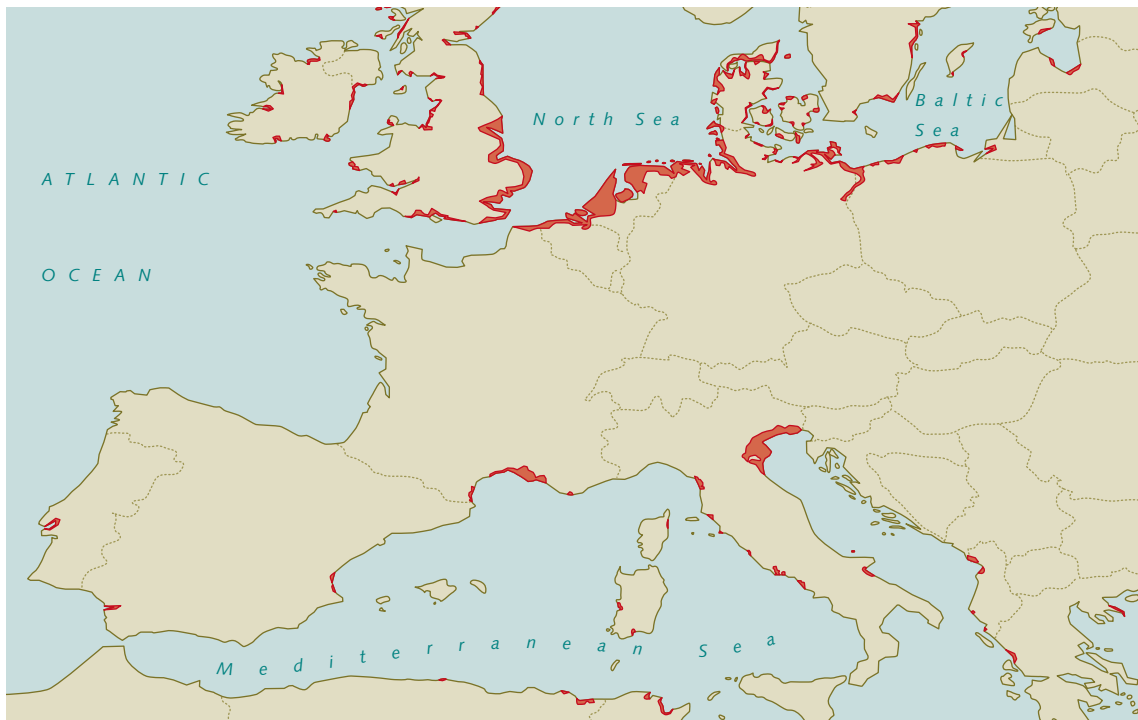 North Sea
Baltic
Sea
ATLANTIC
OCEAN
Mediterranean Sea